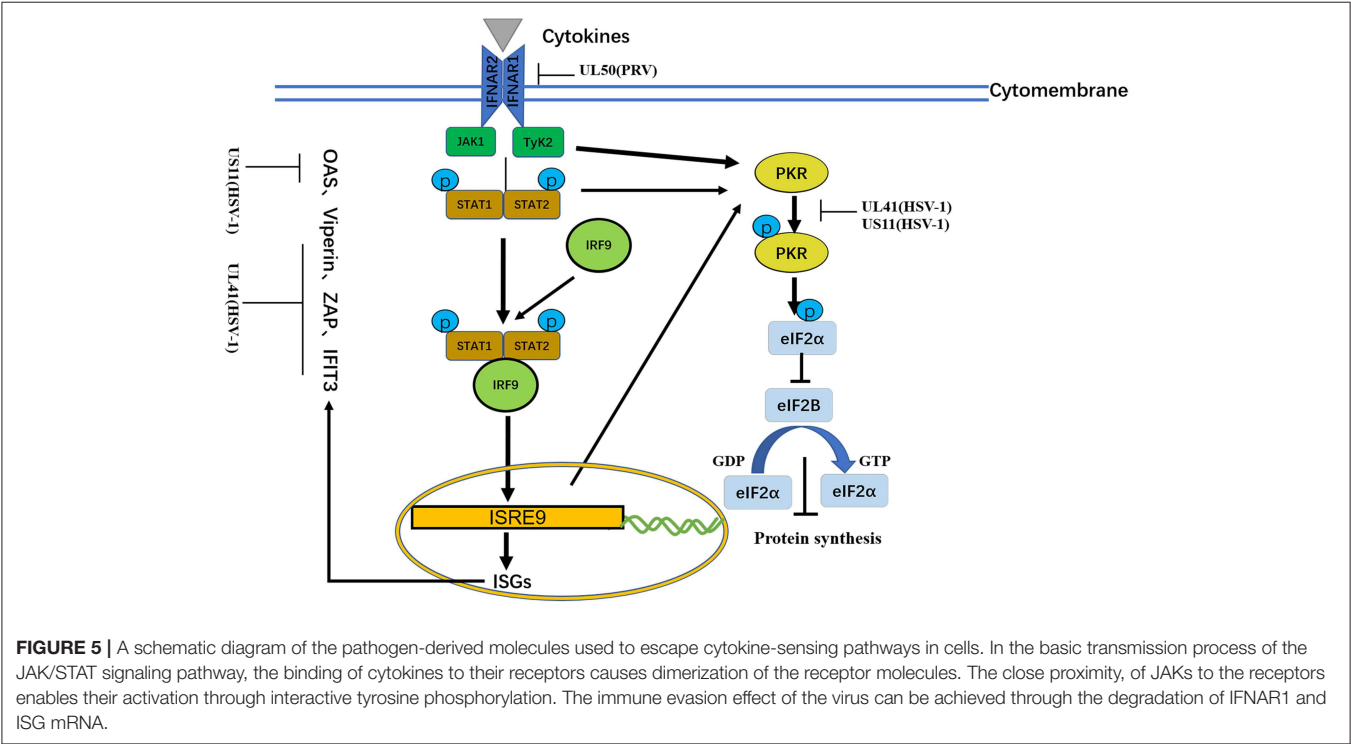 Cytokines
IFNAR2
IFNAR1
UL50(PRV)
Cytomembrane
JAK1
TyK2
p
p
STAT1
STAT2
IRF9
p
p
STAT1
STAT2
IRF9
ISRE9
ISGs
US11(HSV-1)
UL41(HSV-1)
OAS、Viperin、ZAP、IFIT3
PKR
UL41(HSV-1)
US11(HSV-1)
p
PKR
p
eIF2α
eIF2B
GDP
GTP
eIF2α
eIF2α
Protein synthesis
FIGURE 5 | A schematic diagram of the pathogen-derived molecules used to escape cytokine-sensing pathways in cells. In the basic transmission process of the
JAK/STAT signaling pathway, the binding of cytokines to their receptors causes dimerization of the receptor molecules. The close proximity, of JAKs to the receptors
enables their activation through interactive tyrosine phosphorylation. The immune evasion effect of the virus can be achieved through the degradation of IFNAR1 and
ISG mRNA.